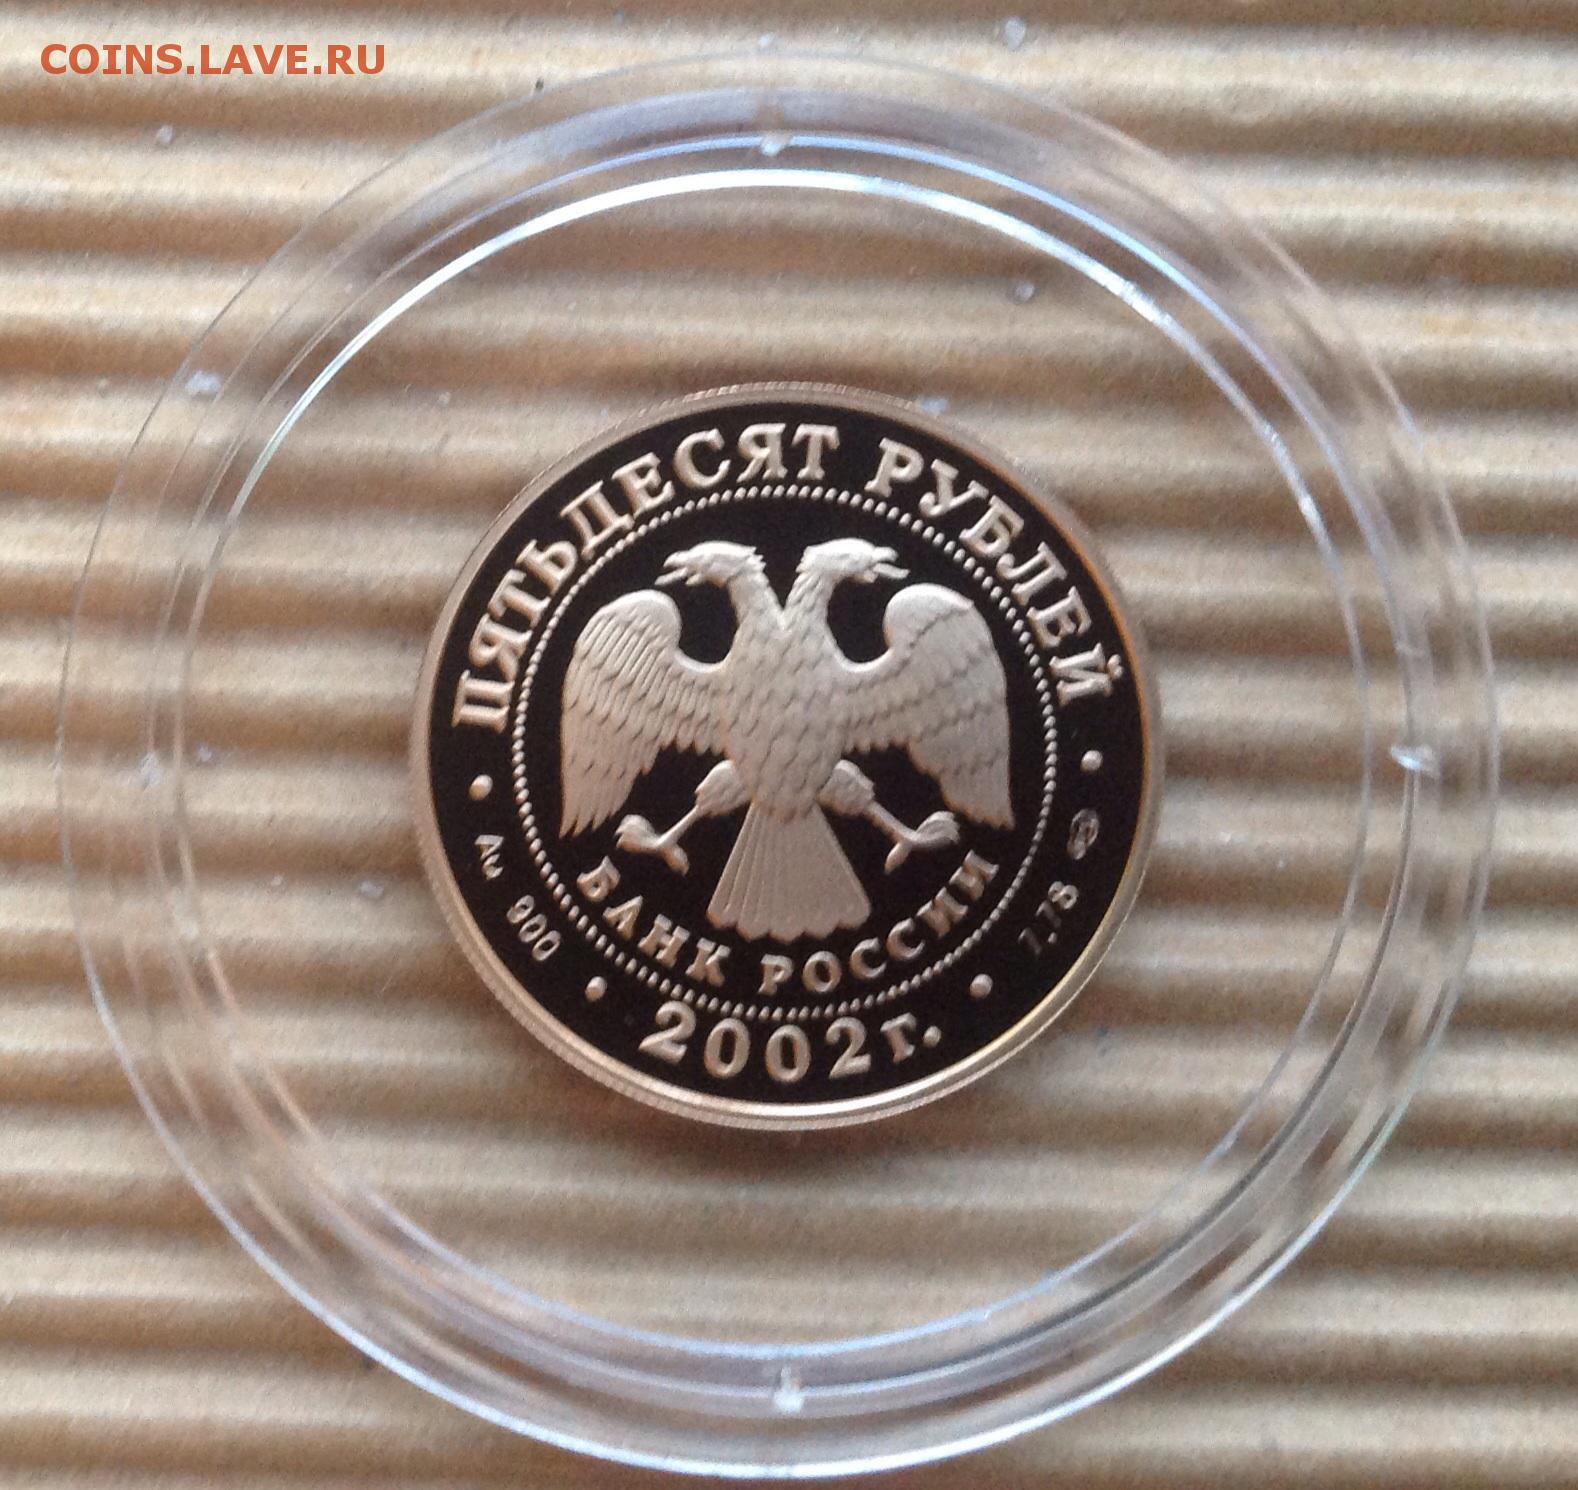 COINS.LAVE.RU
ПЯТЬДЕСЯТ РУБЛЕЙ
БАНК РОССИИ
Au 900
• 2002г. •
7,78